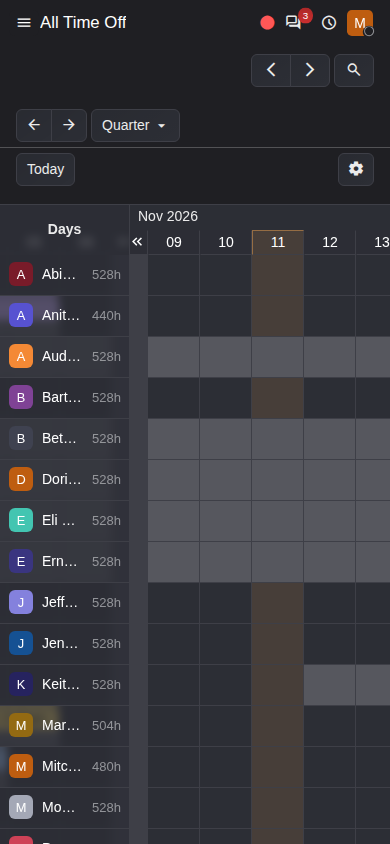 All Time Off
3
M
Quarter
Today
Days
Nov 2026
09 10 11 12 13
A Abi... 528h
A Anit... 440h
A Aud... 528h
B Bart... 528h
B Bet... 528h
D Dori... 528h
E Eli ... 528h
E Ern... 528h
J Jeff... 528h
J Jen... 528h
K Keit... 528h
M Mar... 504h
M Mitc... 480h
M Mo... 528h